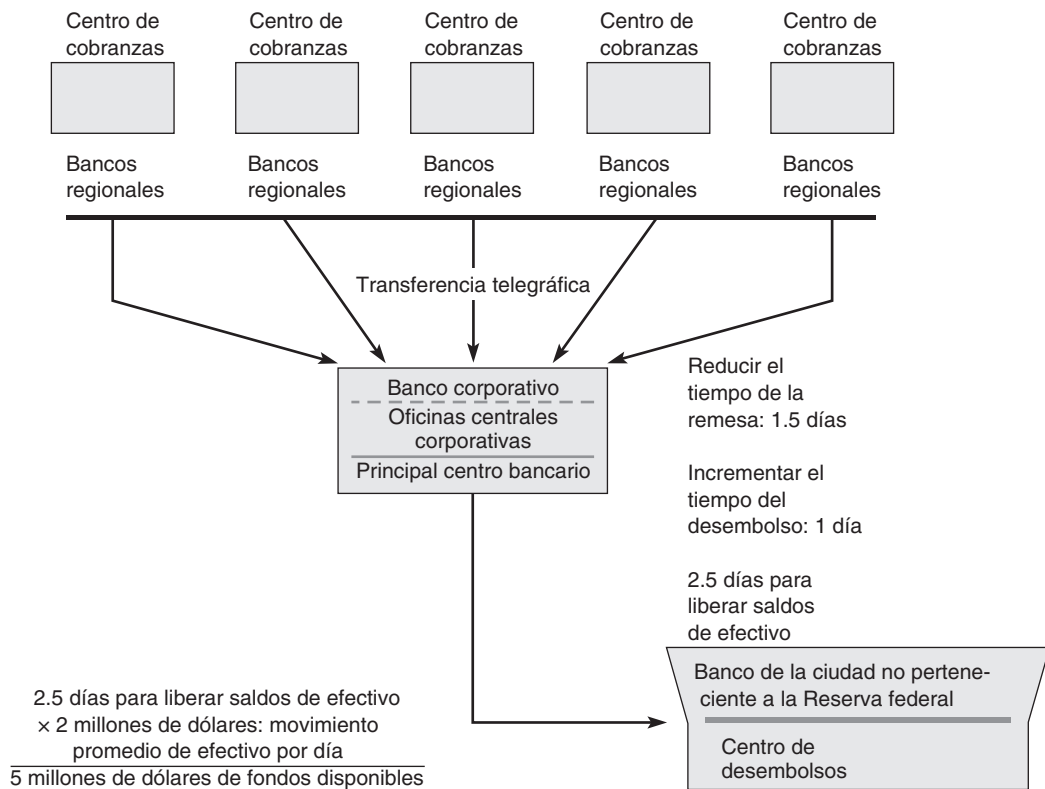 Centro de
cobranzas
Centro de
cobranzas
Centro de
cobranzas
Centro de
cobranzas
Centro de
cobranzas
Bancos
regionales
Bancos
regionales
Bancos
regionales
Bancos
regionales
Bancos
regionales
Transferencia telegráfica
Banco corporativo
Oficinas centrales
corporativas
Principal centro bancario
Reducir el
tiempo de la
remesa: 1.5 días
Incrementar el
tiempo del
desembolso: 1 día
2.5 días para
liberar saldos
de efectivo
Banco de la ciudad no pertene-
ciente a la Reserva federal
Centro de
desembolsos
2.5 días para liberar saldos de efectivo
× 2 millones de dólares: movimiento
promedio de efectivo por día
5 millones de dólares de fondos disponibles